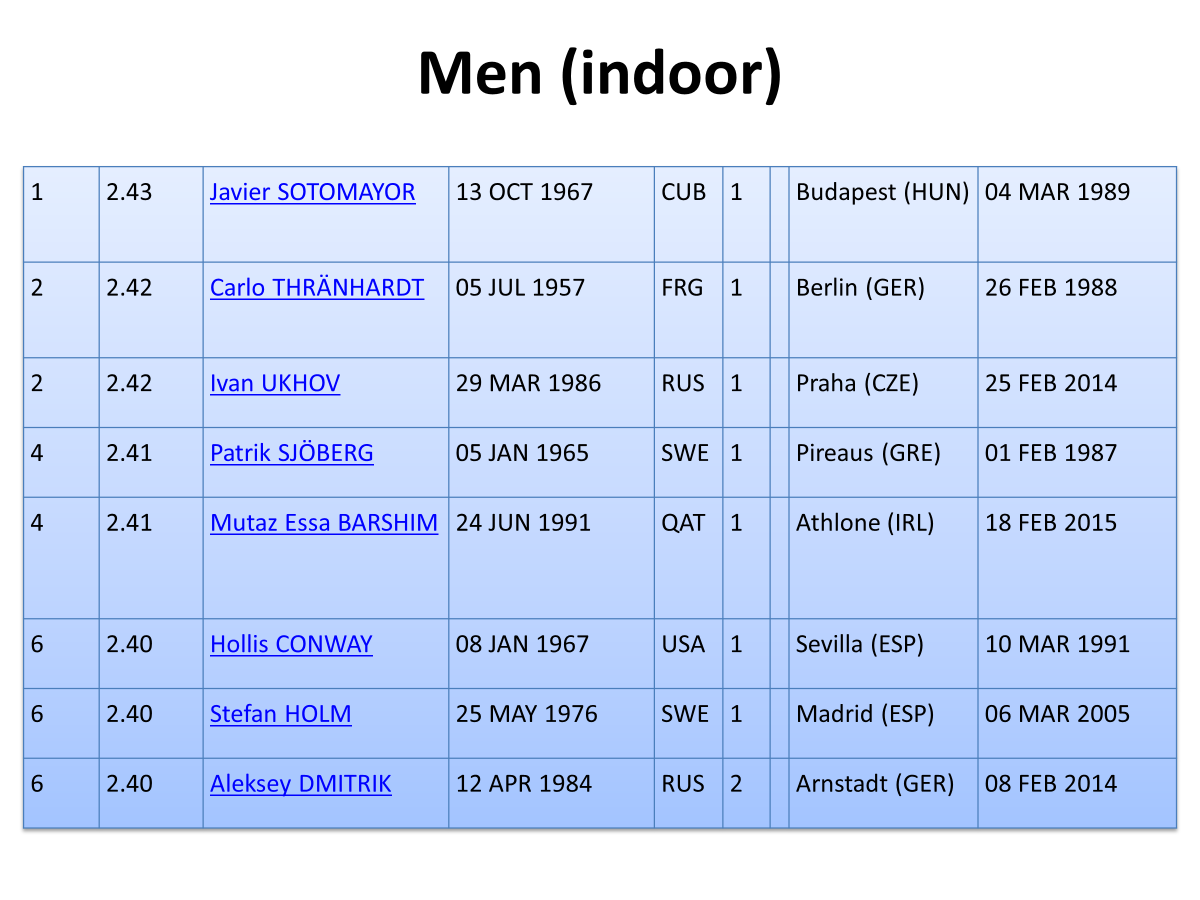 Men (indoor)
1 2.43 Javier SOTOMAYOR 13 OCT 1967 CUB 1 Budapest (HUN) 04 MAR 1989
2 2.42 Carlo THRÄNHARDT 05 JUL 1957 FRG 1 Berlin (GER) 26 FEB 1988
2 2.42 Ivan UKHOV 29 MAR 1986 RUS 1 Praha (CZE) 25 FEB 2014
4 2.41 Patrik SJÖBERG 05 JAN 1965 SWE 1 Pireaus (GRE) 01 FEB 1987
4 2.41 Mutaz Essa BARSHIM 24 JUN 1991 QAT 1 Athlone (IRL) 18 FEB 2015
6 2.40 Hollis CONWAY 08 JAN 1967 USA 1 Sevilla (ESP) 10 MAR 1991
6 2.40 Stefan HOLM 25 MAY 1976 SWE 1 Madrid (ESP) 06 MAR 2005
6 2.40 Aleksey DMITRIK 12 APR 1984 RUS 2 Arnstadt (GER) 08 FEB 2014